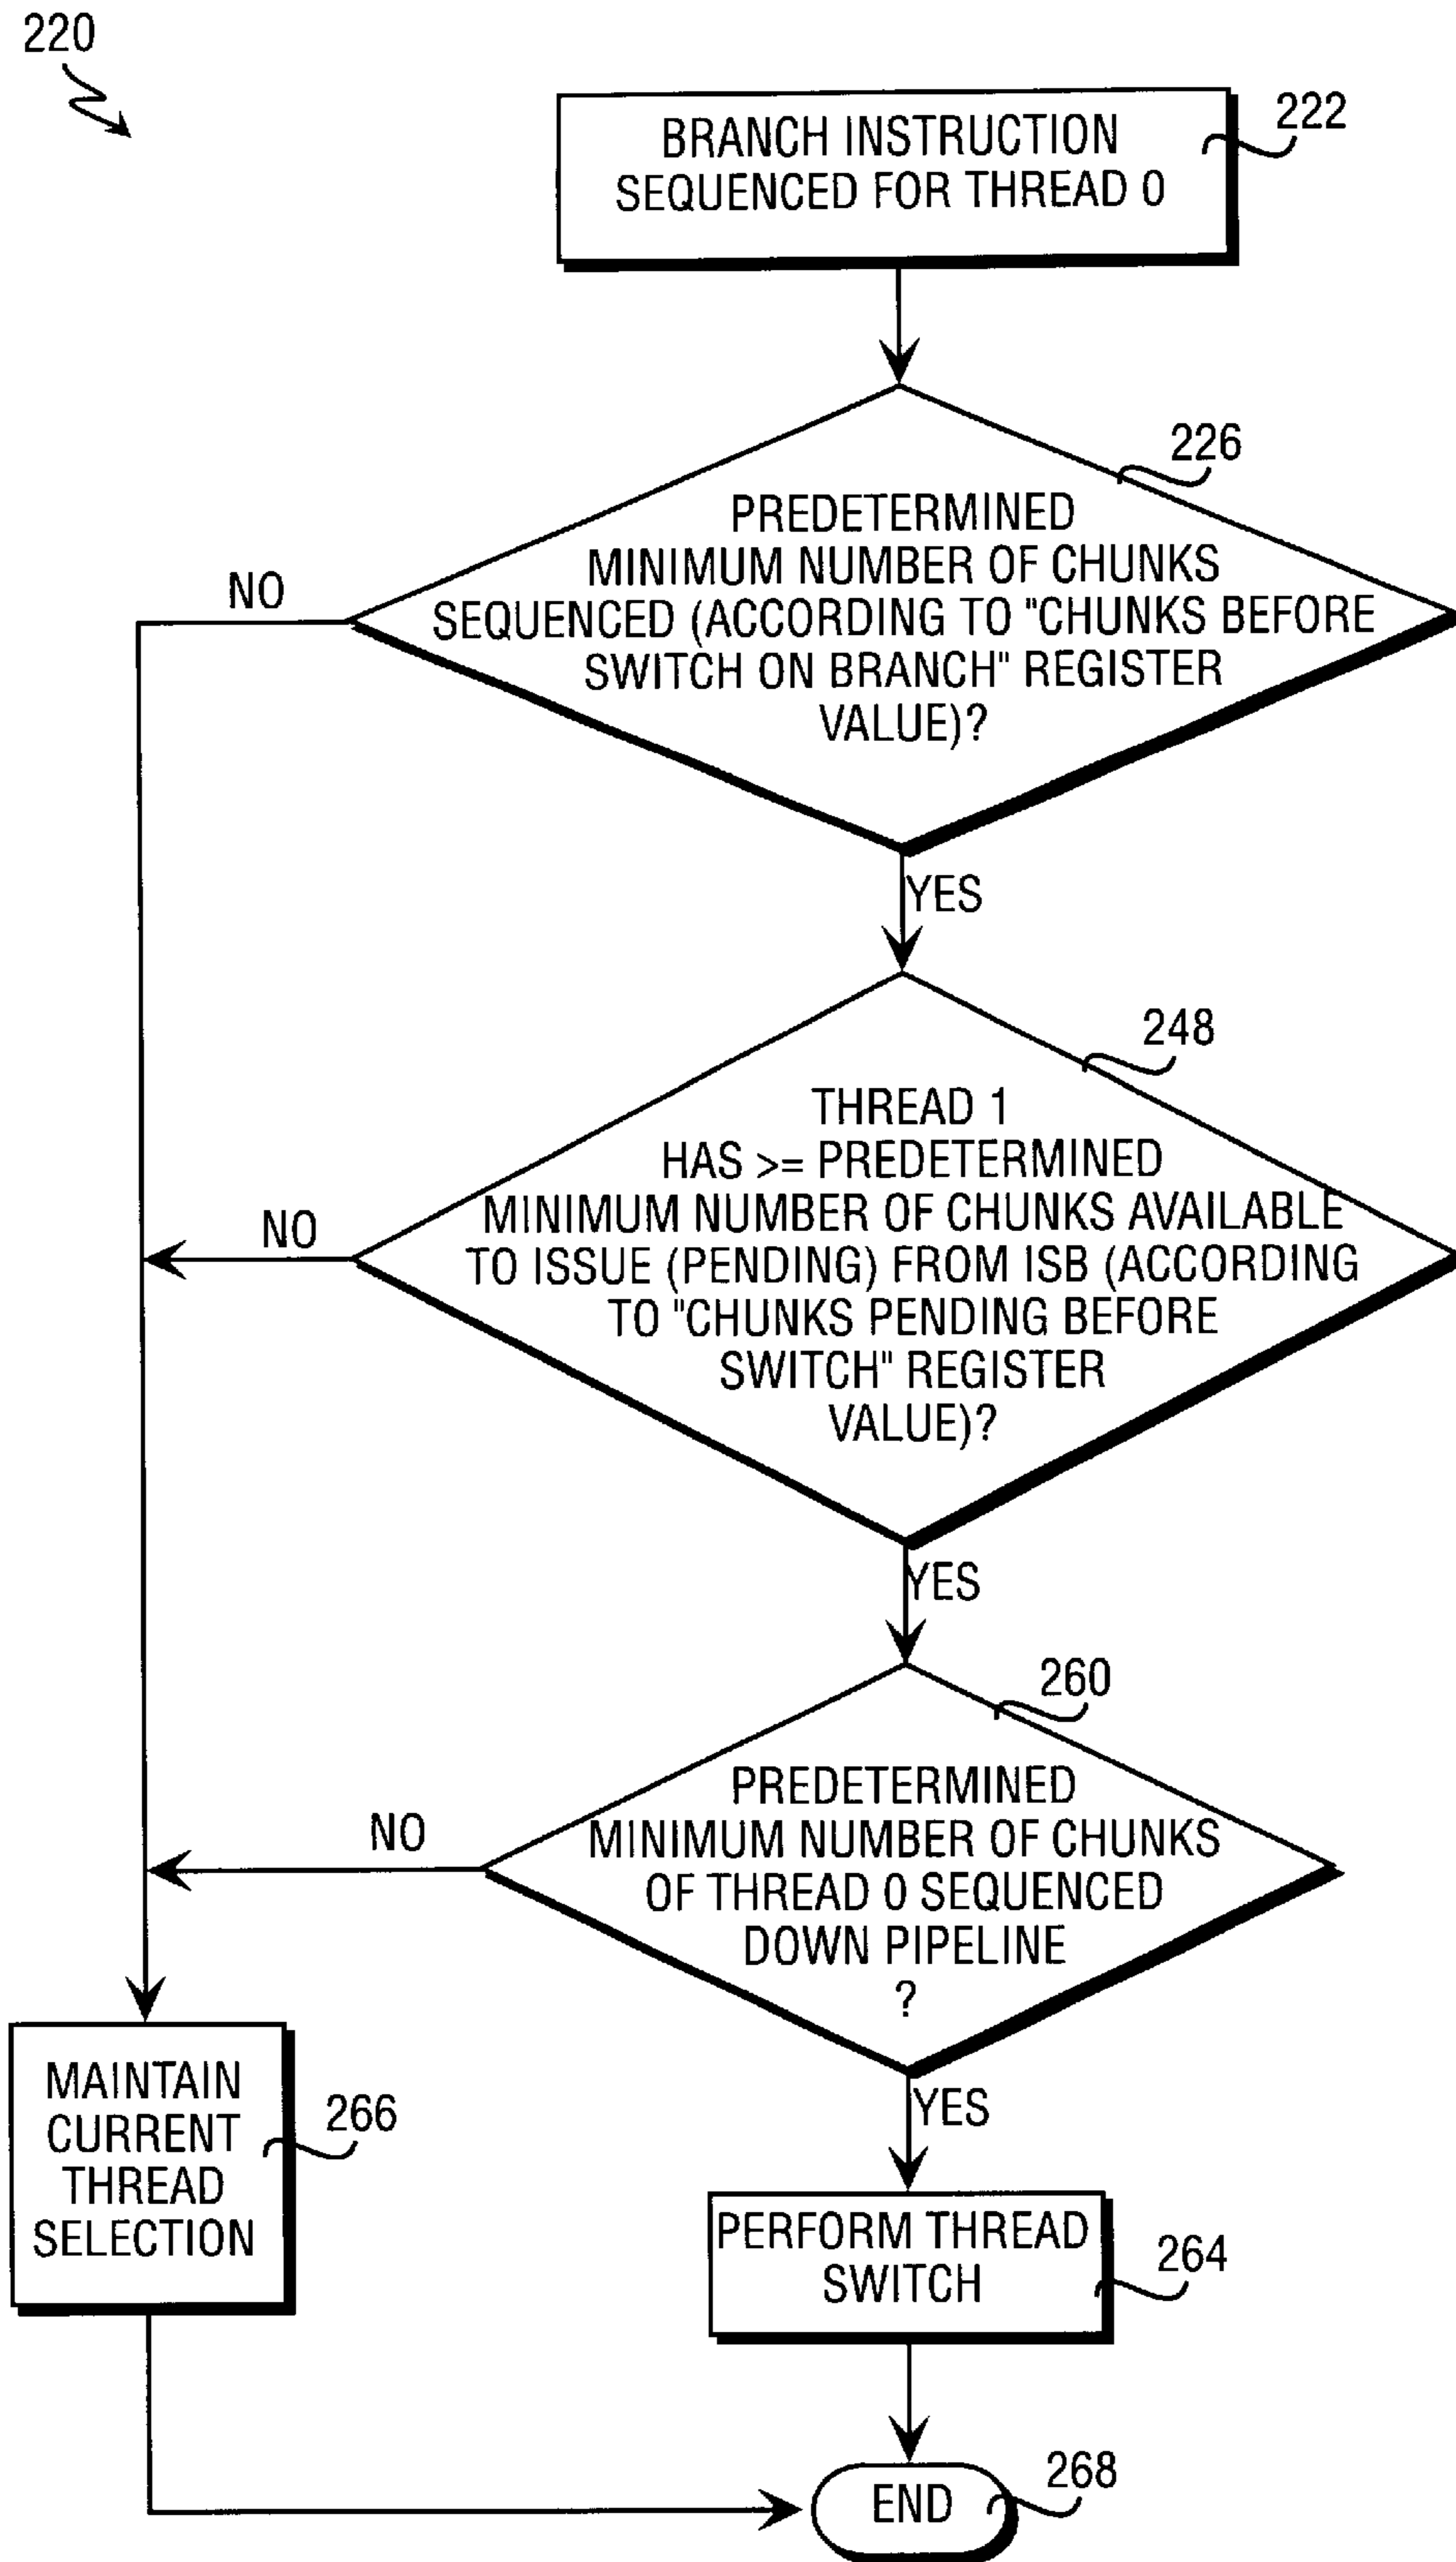 220
BRANCH INSTRUCTION
SEQUENCED FOR THREAD 0
222
226
PREDETERMINED
MINIMUM NUMBER OF CHUNKS
SEQUENCED (ACCORDING TO "CHUNKS BEFORE
SWITCH ON BRANCH" REGISTER
VALUE)?
NO
YES
248
THREAD 1
HAS >= PREDETERMINED
MINIMUM NUMBER OF CHUNKS AVAILABLE
TO ISSUE (PENDING) FROM ISB (ACCORDING
TO "CHUNKS PENDING BEFORE
SWITCH" REGISTER
VALUE)?
NO
YES
260
PREDETERMINED
MINIMUM NUMBER OF CHUNKS
OF THREAD 0 SEQUENCED
DOWN PIPELINE
?
NO
YES
MAINTAIN
CURRENT
THREAD
SELECTION
266
PERFORM THREAD
SWITCH
264
END
268